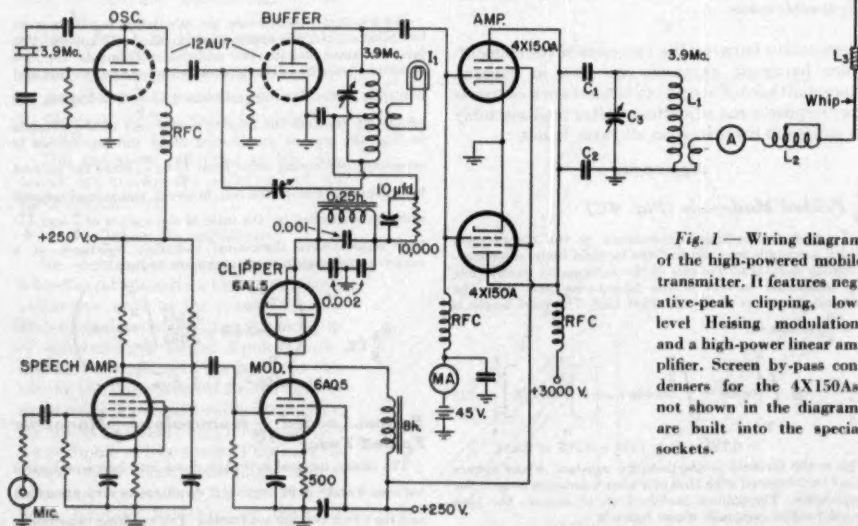 OSC.
BUFFER
AMP.
12AU7
4X150A
3.9Mc.
3.9Mc.
I1
C1
3.9Mc.
L1
L3
Whip
RFC
C3
A
L2
C2
0.25h.
10 µfd.
0.001
10,000
+250 V.
CLIPPER
6AL5
0.002
4X150A
RFC
RFC
SPEECH AMP.
MOD.
6AQ5
MA
+3000 V.
45 V.
8h.
500
Mic.
+250 V.
Fig. 1 — Wiring diagram
of the high-powered mobile
transmitter. It features neg-
ative-peak clipping, low-
level Heising modulation
and a high-power linear am-
plifier. Screen by-pass con-
densers for the 4X150As,
not shown in the diagram,
are built into the special
sockets.